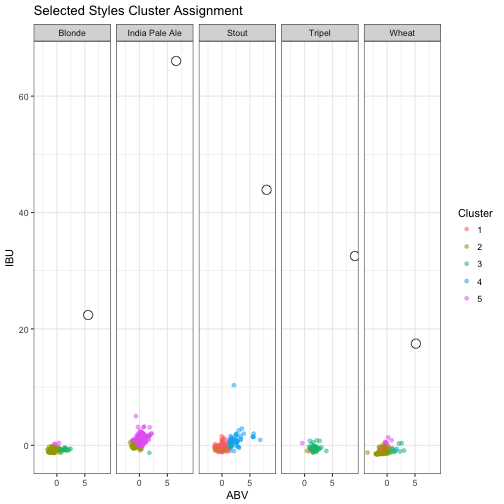 Selected Styles Cluster Assignment
Blonde India Pale Ale Stout Tripel Wheat
60
40
20
0
IBU
0 5 0 5 0 5 0 5 0 5
ABV
Cluster
1
2
3
4
5